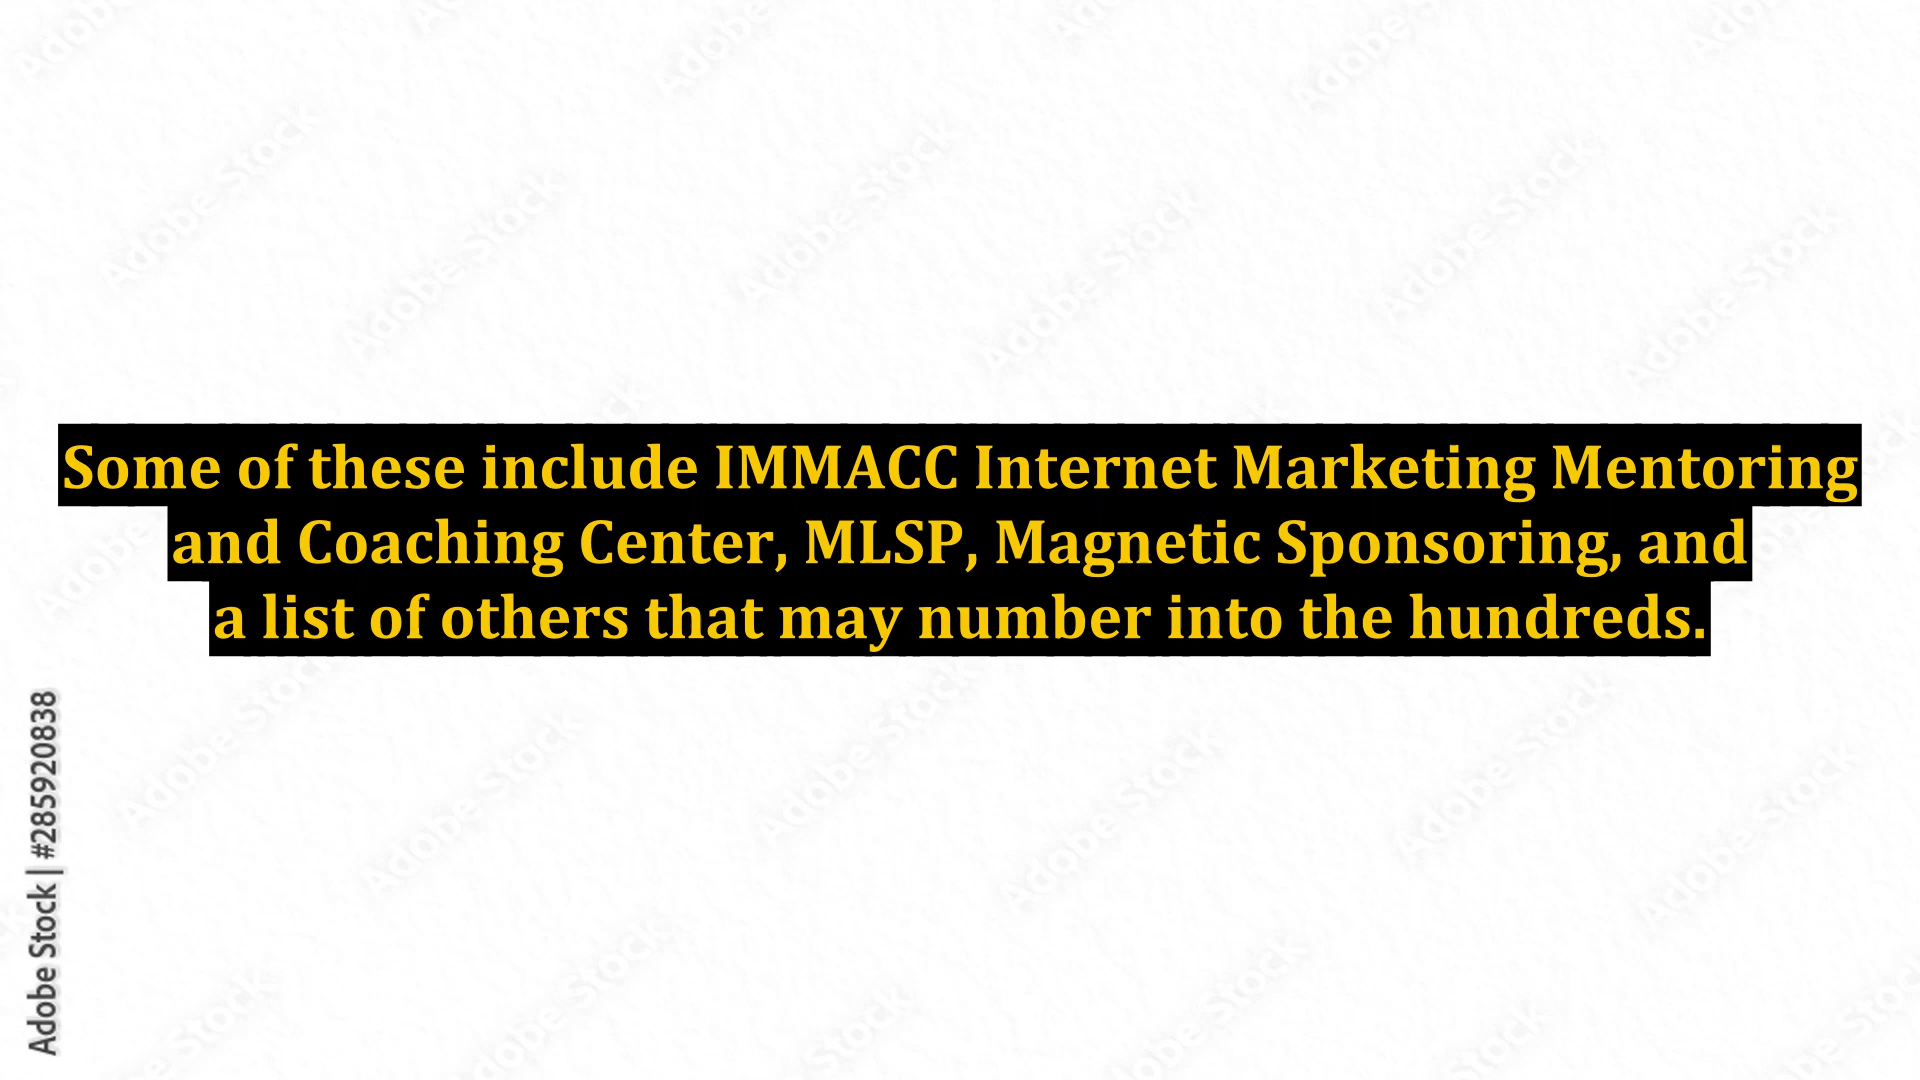 Some of these include IMMACC Internet Marketing Mentoring
and Coaching Center, MLSP, Magnetic Sponsoring, and
a list of others that may number into the hundreds.
Adobe Stock | #285920838